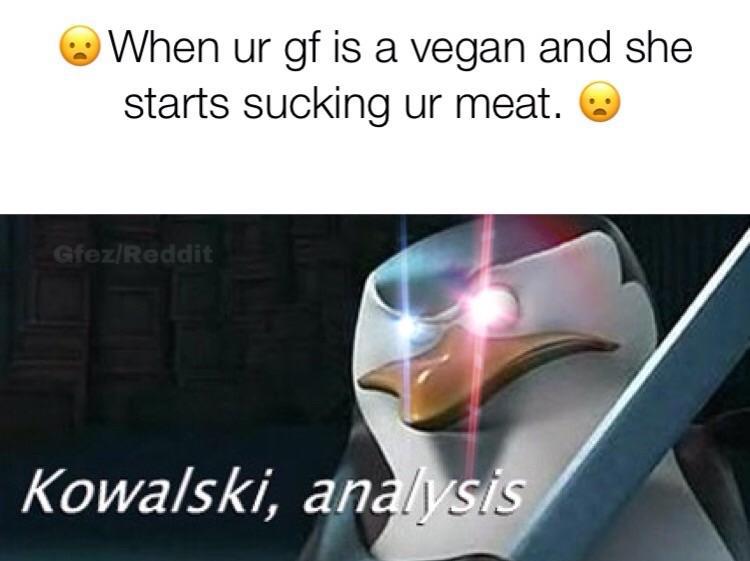 😦 When ur gf is a vegan and she
starts sucking ur meat. 😦
Gfez/Reddit
Kowalski, analysis